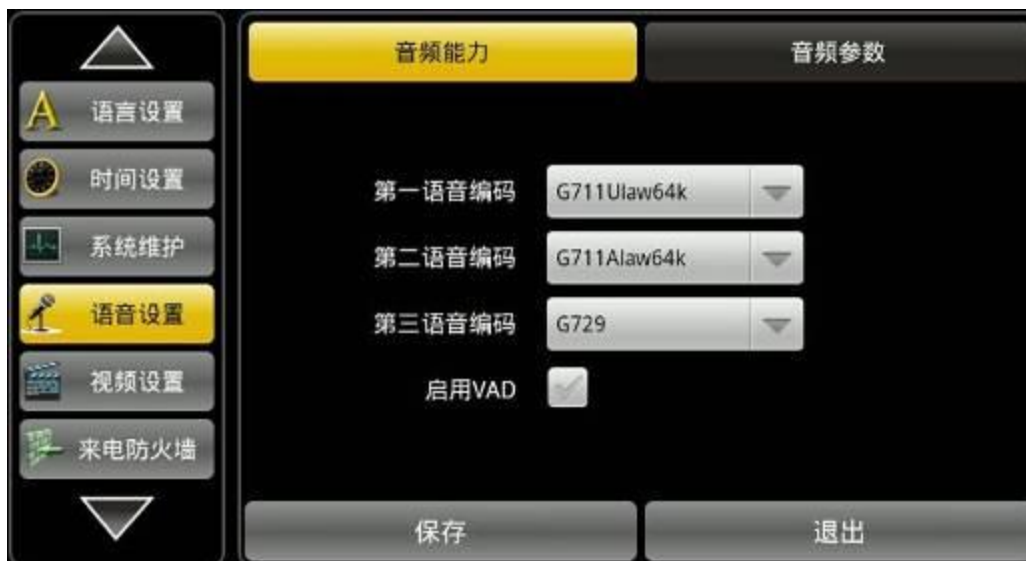 音频能力
音频参数
语言设置
时间设置
系统维护
语音设置
视频设置
来电防火墙
第一语音编码 G711Ulaw64k
第二语音编码 G711Alaw64k
第三语音编码 G729
启用VAD
保存
退出